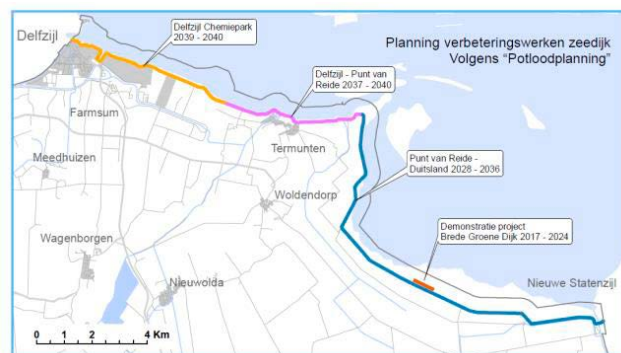 Planning verbeteringswerken zeedijk
Volgens “Potloodplanning”
Delfzijl
Delfzijl Chemiepark
2039 - 2040
Delfzijl - Punt van
Reide 2037 - 2040
Farmsum
Termunten
Meedhuizen
Punt van Reide -
Duitsland 2028 - 2036
Woldendorp
Demonstratie project
Brede Groene Dijk 2017 - 2024
Wagenborgen
Nieuwolda
Nieuwe Statenzijl
0 1 2 4 Km